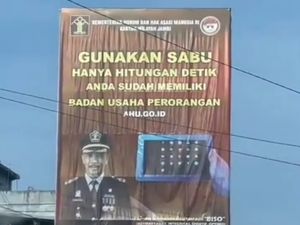 KEMENTERIAN HUKUM DAN HAK ASASI MANUSIA RI
KANTOR WILAYAH JAMBI
GUNAKAN SABU
HANYA HITUNGAN DETIK
ANDA SUDAH MEMILIKI
BADAN USAHA PERORANGAN
AHU.GO.ID
"BISO"